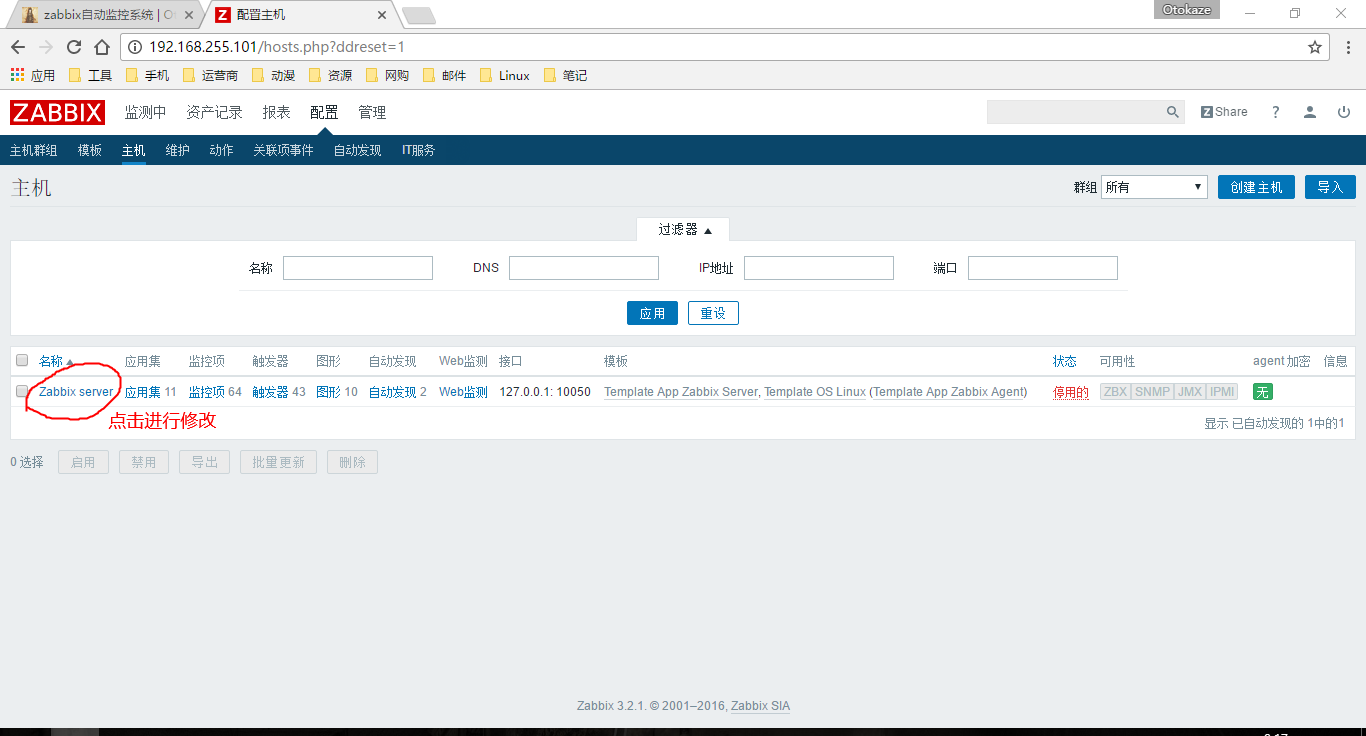 zabbix自动监控系统 | O
配置主机
Otokaze
192.168.255.101/hosts.php?ddreset=1
应用 工具 手机 运营商 动漫 资源 网购 邮件 Linux 笔记
ZABBIX 监测中 资产记录 报表 配置 管理 Z Share ?
主机群组 模板 主机 维护 动作 关联项事件 自动发现 IT服务
主机 群组 所有 创建主机 导入
过滤器
名称 DNS IP地址 端口
应用 重设
名称 应用集 监控项 触发器 图形 自动发现 Web监测 接口 模板 状态 可用性 agent 加密 信息
Zabbix server 应用集 11 监控项 64 触发器 43 图形 10 自动发现 2 Web监测 127.0.0.1: 10050 Template App Zabbix Server, Template OS Linux (Template App Zabbix Agent) 停用的 ZBX SNMP JMX IPMI 无
点击进行修改
显示 已自动发现的 1中的1
0 选择 启用 禁用 导出 批量更新 删除
Zabbix 3.2.1. © 2001–2016, Zabbix SIA